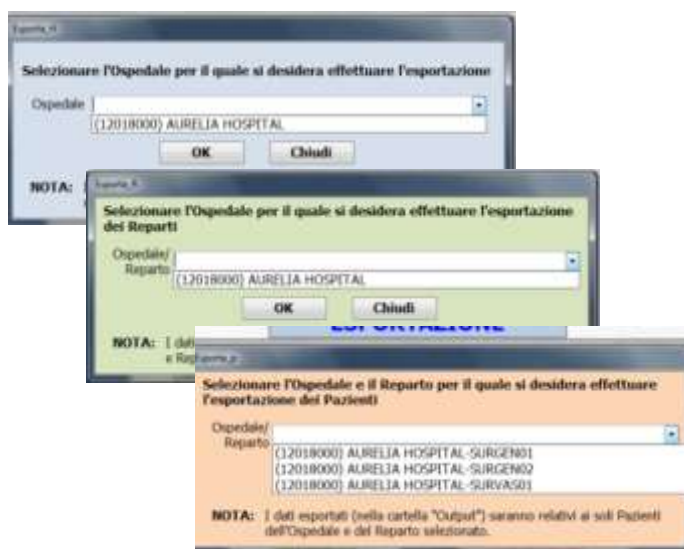 Esporta_H
Selezionare l'Ospedale per il quale si desidera effettuare l'esportazione
Ospedale
(12018000) AURELIA HOSPITAL
OK Chiudi
NOTA:
Selezionare l'Ospedale per il quale si desidera effettuare l'esportazione
dei Reparti
Ospedale/
Reparto
(12018000) AURELIA HOSPITAL
OK Chiudi
ESPORTAZIONE
NOTA: I dati
e Rep
Selezionare l'Ospedale e il Reparto per il quale si desidera effettuare
l'esportazione dei Pazienti
Ospedale/
Reparto
(12018000) AURELIA HOSPITAL-SURGEN01
(12018000) AURELIA HOSPITAL-SURGEN02
(12018000) AURELIA HOSPITAL-SURVAS01
NOTA: I dati esportati (nella cartella "Output") saranno relativi ai soli Pazienti
dell'Ospedale e del Reparto selezionato.